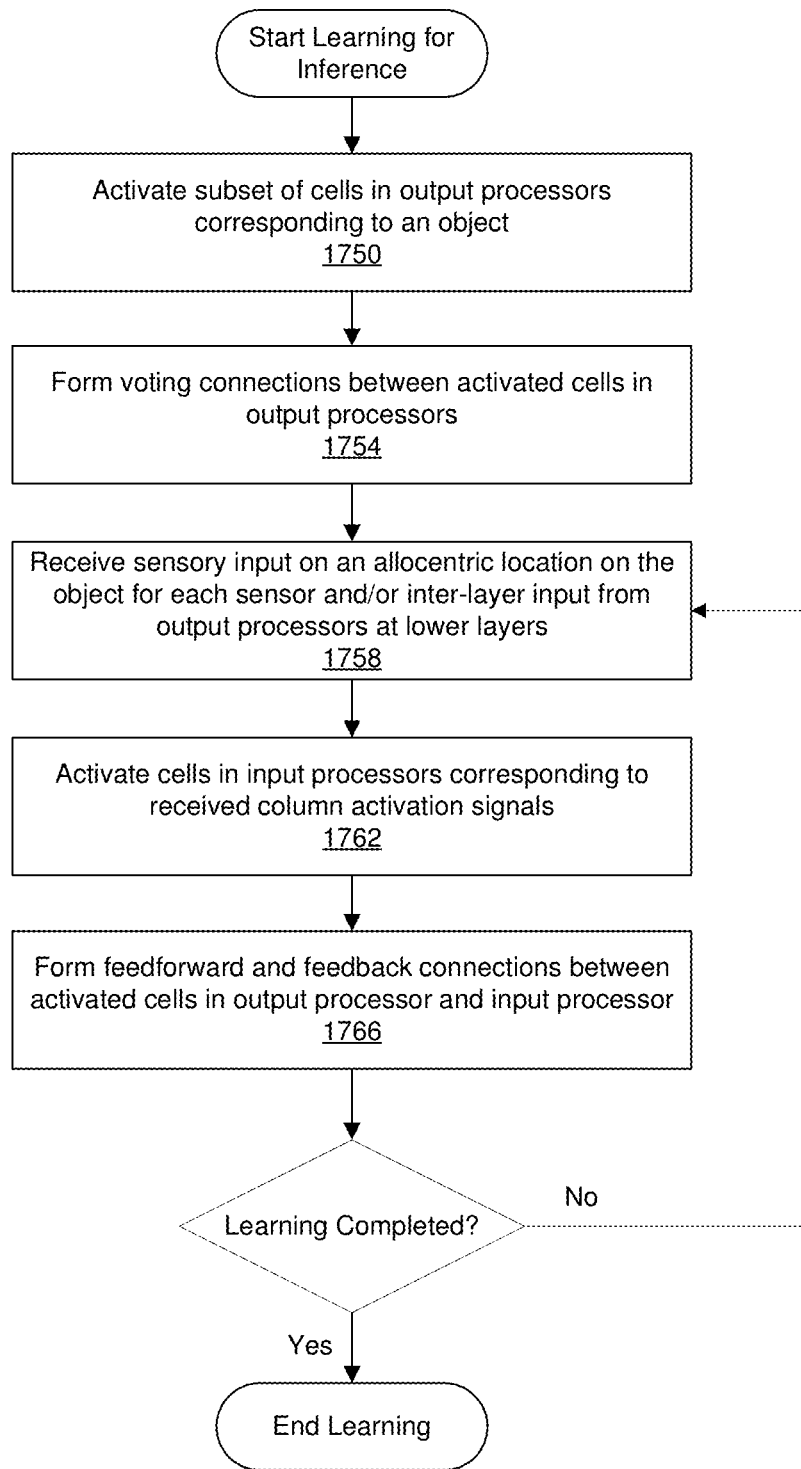 Start Learning for
Inference
Activate subset of cells in output processors
corresponding to an object
1750
Form voting connections between activated cells in
output processors
1754
Receive sensory input on an allocentric location on the
object for each sensor and/or inter-layer input from
output processors at lower layers
1758
Activate cells in input processors corresponding to
received column activation signals
1762
Form feedforward and feedback connections between
activated cells in output processor and input processor
1766
Learning Completed?
No
Yes
End Learning